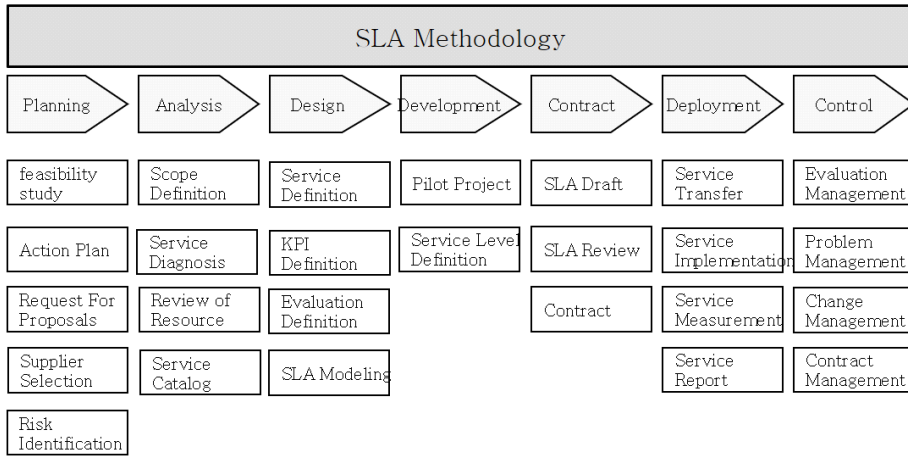 SLA Methodology
Planning
Analysis
Design
Development
Contract
Deployment
Control
feasibility
study
Action Plan
Request For
Proposals
Supplier
Selection
Risk
Identification
Scope
Definition
Service
Diagnosis
Review of
Resource
Service
Catalog
Service
Definition
KPI
Definition
Evaluation
Definition
SLA Modeling
Pilot Project
Service Level
Definition
SLA Draft
SLA Review
Contract
Service
Transfer
Service
Implementation
Service
Measurement
Service
Report
Evaluation
Management
Problem
Management
Change
Management
Contract
Management